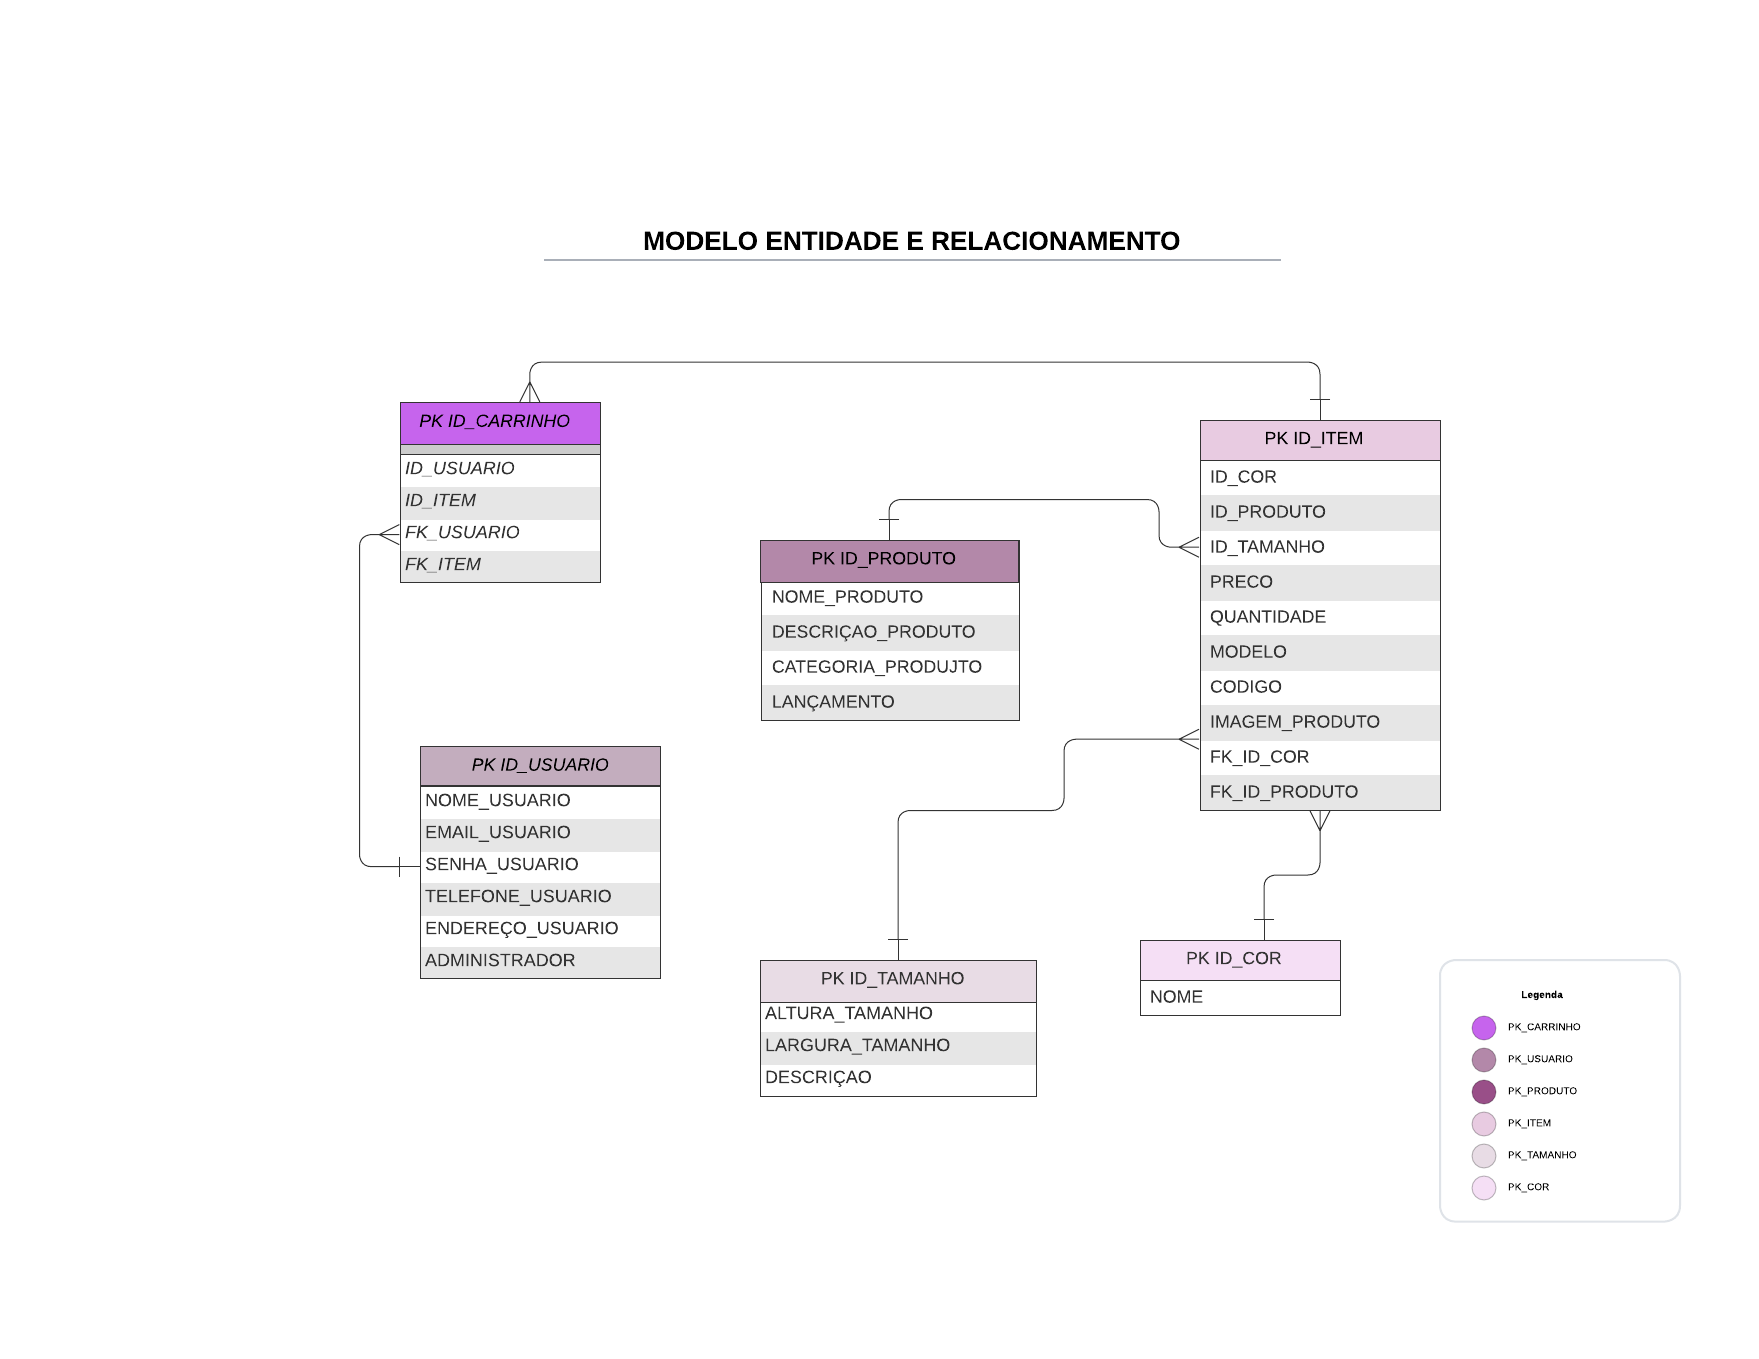 MODELO ENTIDADE E RELACIONAMENTO
PK ID_CARRINHO
ID_USUARIO
ID_ITEM
FK_USUARIO
FK_ITEM
PK ID_USUARIO
NOME_USUARIO
EMAIL_USUARIO
SENHA_USUARIO
TELEFONE_USUARIO
ENDEREÇO_USUARIO
ADMINISTRADOR
PK ID_PRODUTO
NOME_PRODUTO
DESCRIÇAO_PRODUTO
CATEGORIA_PRODUJTO
LANÇAMENTO
PK ID_TAMANHO
ALTURA_TAMANHO
LARGURA_TAMANHO
DESCRIÇAO
PK ID_ITEM
ID_COR
ID_PRODUTO
ID_TAMANHO
PRECO
QUANTIDADE
MODELO
CODIGO
IMAGEM_PRODUTO
FK_ID_COR
FK_ID_PRODUTO
PK ID_COR
NOME
Legenda
PK_CARRINHO
PK_USUARIO
PK_PRODUTO
PK_ITEM
PK_TAMANHO
PK_COR